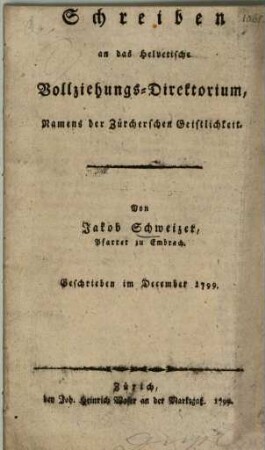 Schreiben
an das Helvetische
Vollziehungs-Direktorium,
Namens der Zürcherschen Geistlichkeit.
Von
Jakob Schweizer,
Pfarrer zu Embrach.
Geschrieben im December 1799.
Zürich,
bey Joh. Heinrich Waser an der Marktgaß. 1799.